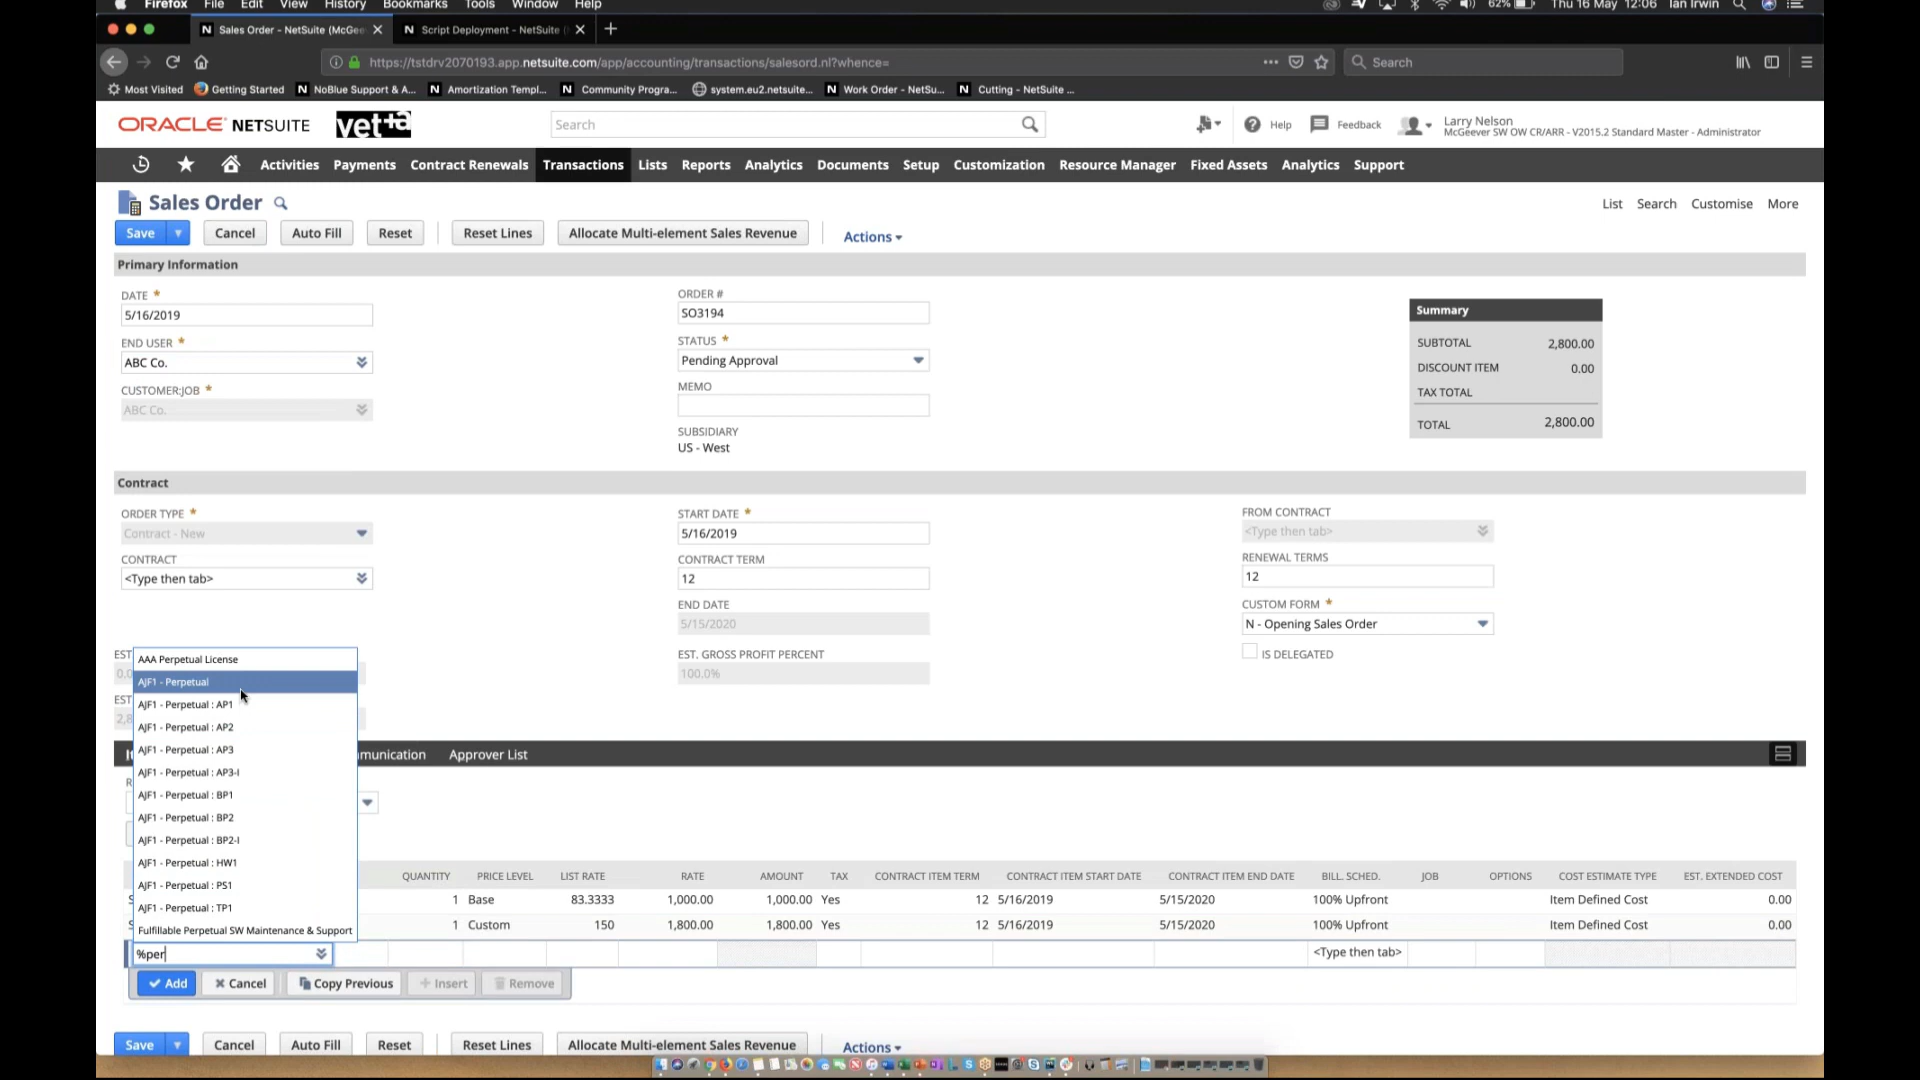 Firefox File Edit View History Bookmarks Tools Window Help 62% Thu 16 May 12:06 Ian Irwin
Sales Order - NetSuite (McGee Script Deployment - NetSuite (
https://tstdrv2070193.app.netsuite.com/app/accounting/transactions/salesord.nl?whence= Search
Most Visited Getting Started NoBlue Support & A... Amortization Templ... Community Progra... system.eu2.netsuite... Work Order - NetSu... Cutting - NetSuite ...
ORACLE NETSUITE vetta Search Help Feedback Larry Nelson
McGeever SW OW CR/ARR - V2015.2 Standard Master - Administrator
Activities Payments Contract Renewals Transactions Lists Reports Analytics Documents Setup Customization Resource Manager Fixed Assets Analytics Support
Sales Order List Search Customise More
Save Cancel Auto Fill Reset Reset Lines Allocate Multi-element Sales Revenue Actions
Primary Information
DATE *
5/16/2019
END USER *
ABC Co.
CUSTOMER:JOB *
ABC Co.
ORDER #
SO3194
STATUS *
Pending Approval
MEMO
SUBSIDIARY
US - West
Summary
SUBTOTAL 2,800.00
DISCOUNT ITEM 0.00
TAX TOTAL
TOTAL 2,800.00
Contract
ORDER TYPE *
Contract - New
CONTRACT
<Type then tab>
START DATE *
5/16/2019
CONTRACT TERM
12
END DATE
5/15/2020
EST. GROSS PROFIT PERCENT
100.0%
FROM CONTRACT
<Type then tab>
RENEWAL TERMS
12
CUSTOM FORM *
N - Opening Sales Order
IS DELEGATED
EST
0.0
EST
2,8
AAA Perpetual License
AJF1 - Perpetual
AJF1 - Perpetual : AP1
AJF1 - Perpetual : AP2
AJF1 - Perpetual : AP3
AJF1 - Perpetual : AP3-I
AJF1 - Perpetual : BP1
AJF1 - Perpetual : BP2
AJF1 - Perpetual : BP2-I
AJF1 - Perpetual : HW1
AJF1 - Perpetual : PS1
AJF1 - Perpetual : TP1
Fulfillable Perpetual SW Maintenance & Support
It mmunication Approver List
QUANTITY PRICE LEVEL LIST RATE RATE AMOUNT TAX CONTRACT ITEM TERM CONTRACT ITEM START DATE CONTRACT ITEM END DATE BILL. SCHED. JOB OPTIONS COST ESTIMATE TYPE EST. EXTENDED COST
S 1 Base 83.3333 1,000.00 1,000.00 Yes 12 5/16/2019 5/15/2020 100% Upfront Item Defined Cost 0.00
S 1 Custom 150 1,800.00 1,800.00 Yes 12 5/16/2019 5/15/2020 100% Upfront Item Defined Cost 0.00
%per <Type then tab>
Add Cancel Copy Previous Insert Remove
Save Cancel Auto Fill Reset Reset Lines Allocate Multi-element Sales Revenue Actions